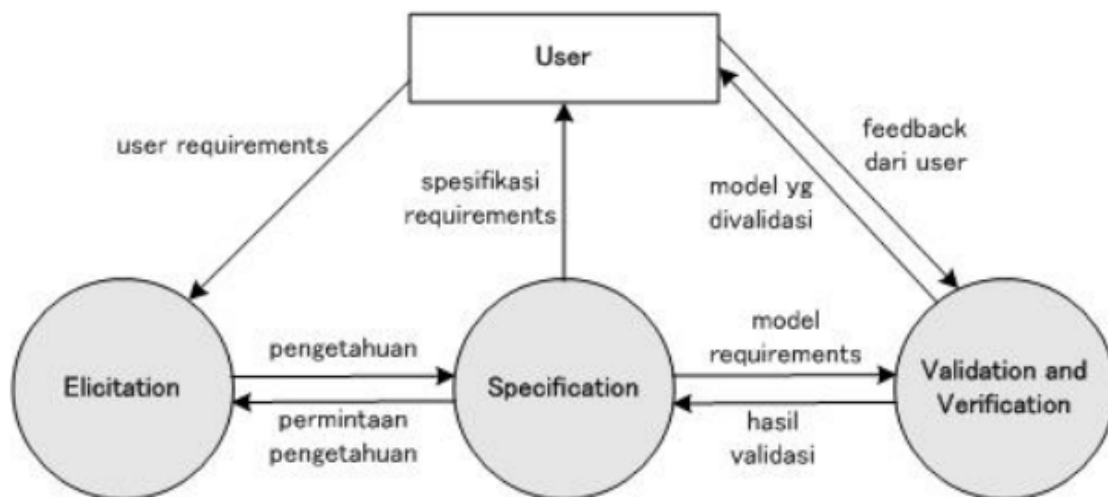 User
user requirements
spesifikasi
requirements
model yg
divalidasi
feedback
dari user
Elicitation
pengetahuan
permintaan
pengetahuan
Specification
model
requirements
hasil
validasi
Validation and
Verification